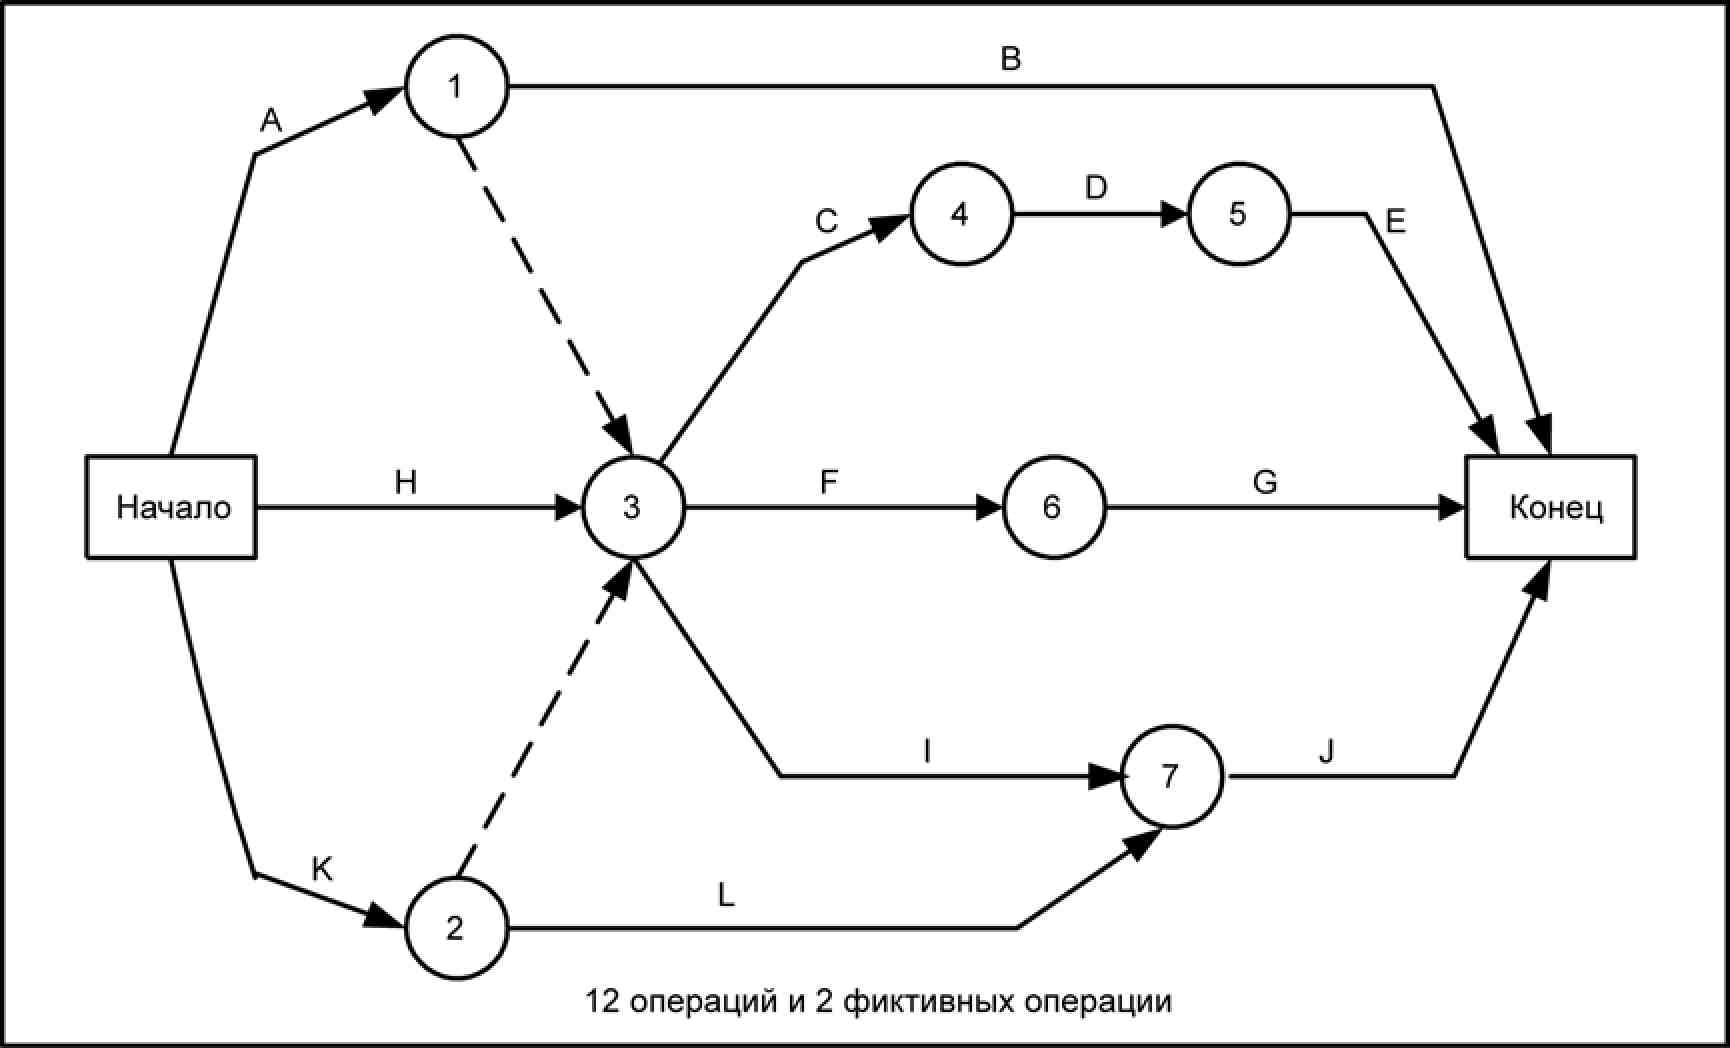 B
1
A
D
C
4
5
E
H
F
G
Начало
3
6
Конец
I
J
7
K
L
2
12 операций и 2 фиктивных операции